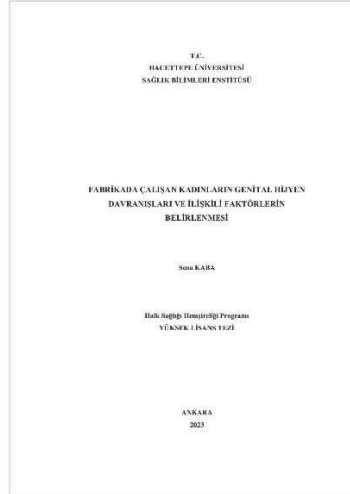 T.C.
HACETTEPE ÜNİVERSİTESİ
SAĞLIK BİLİMLERİ ENSTİTÜSÜ
FABRİKADA ÇALIŞAN KADINLARIN GENİTAL HİJYEN
DAVRANIŞLARI VE İLİŞKİLİ FAKTÖRLERİN
BELİRLENMESİ
Sena KABA
Halk Sağlığı Hemşireliği Programı
YÜKSEK LİSANS TEZİ
ANKARA
2023